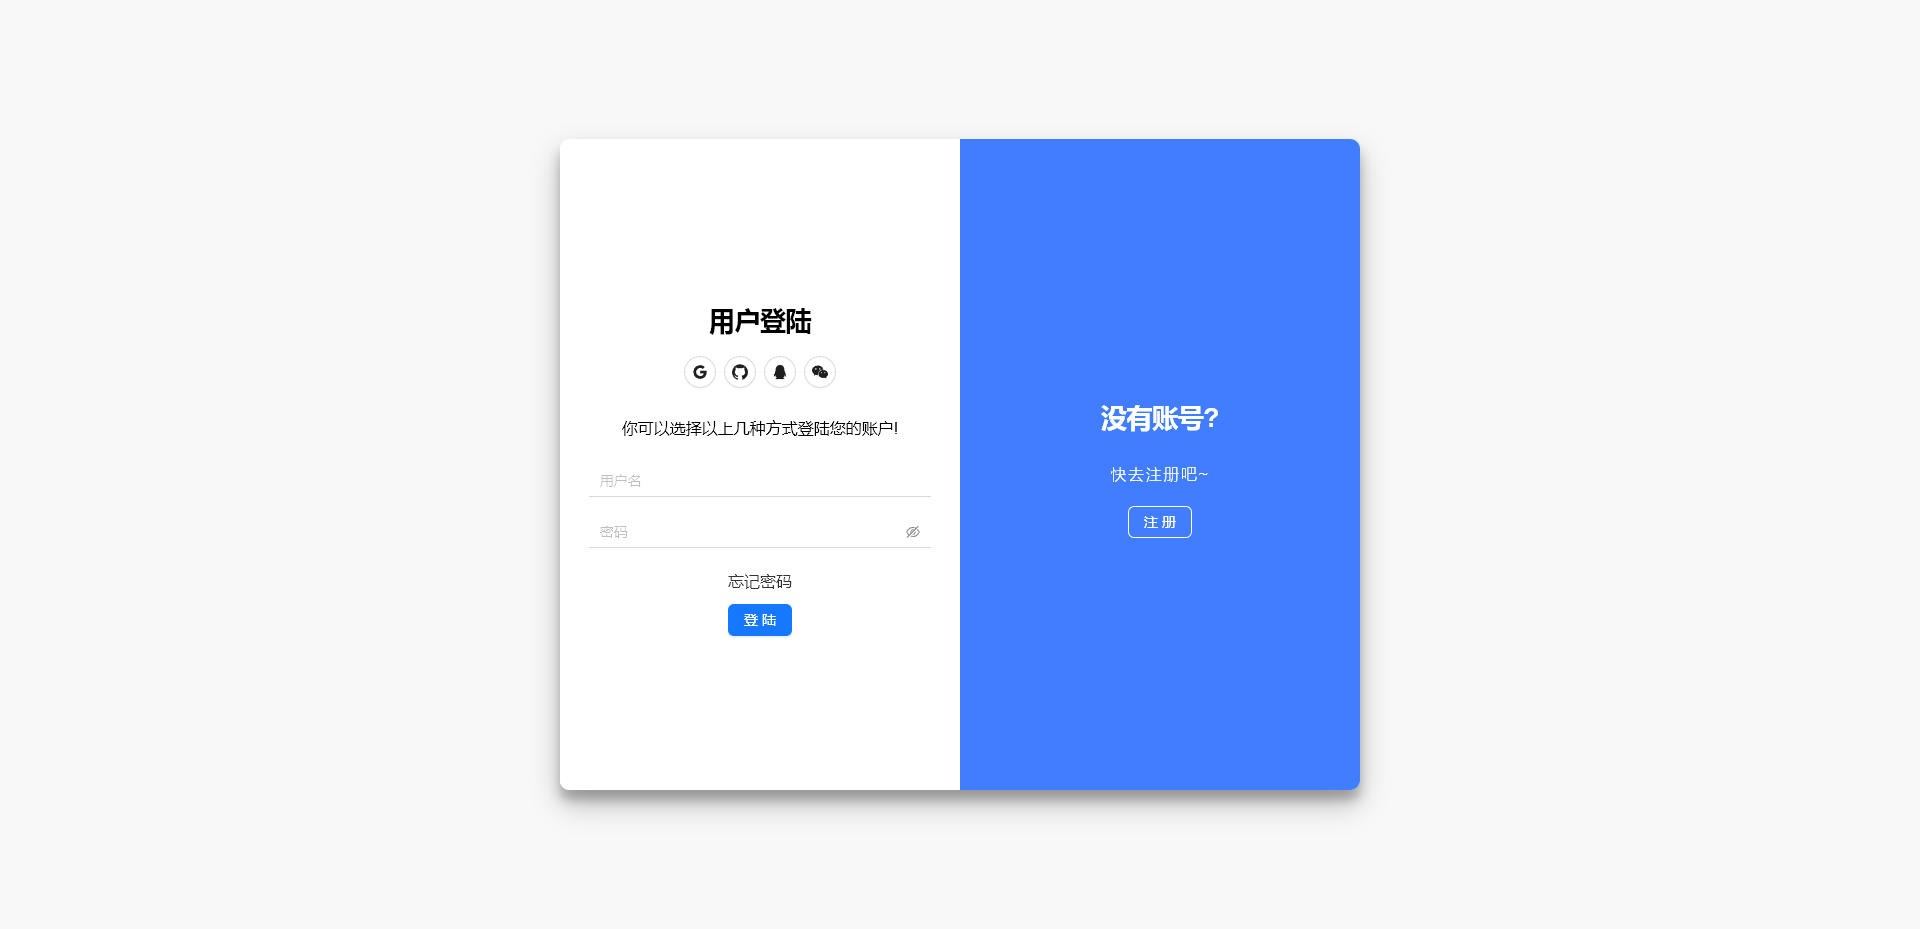 用户登陆
你可以选择以上几种方式登陆您的账户!
用户名
密码
忘记密码
登 陆
没有账号?
快去注册吧~
注 册